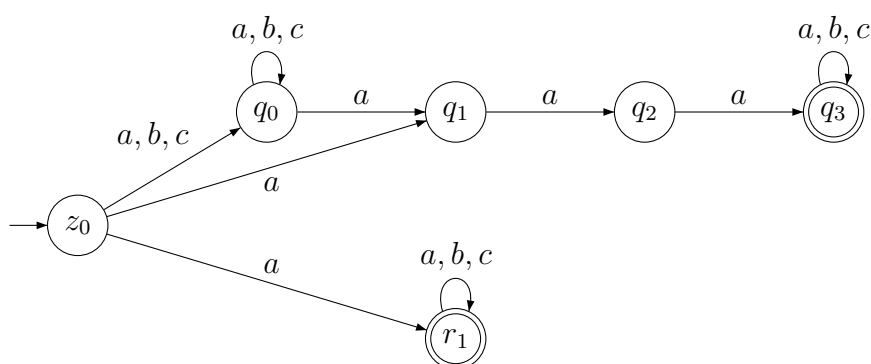 a, b, c
a, b, c
q0
a
q1
a
q2
a
q3
a, b, c
a
z0
a
a, b, c
r1